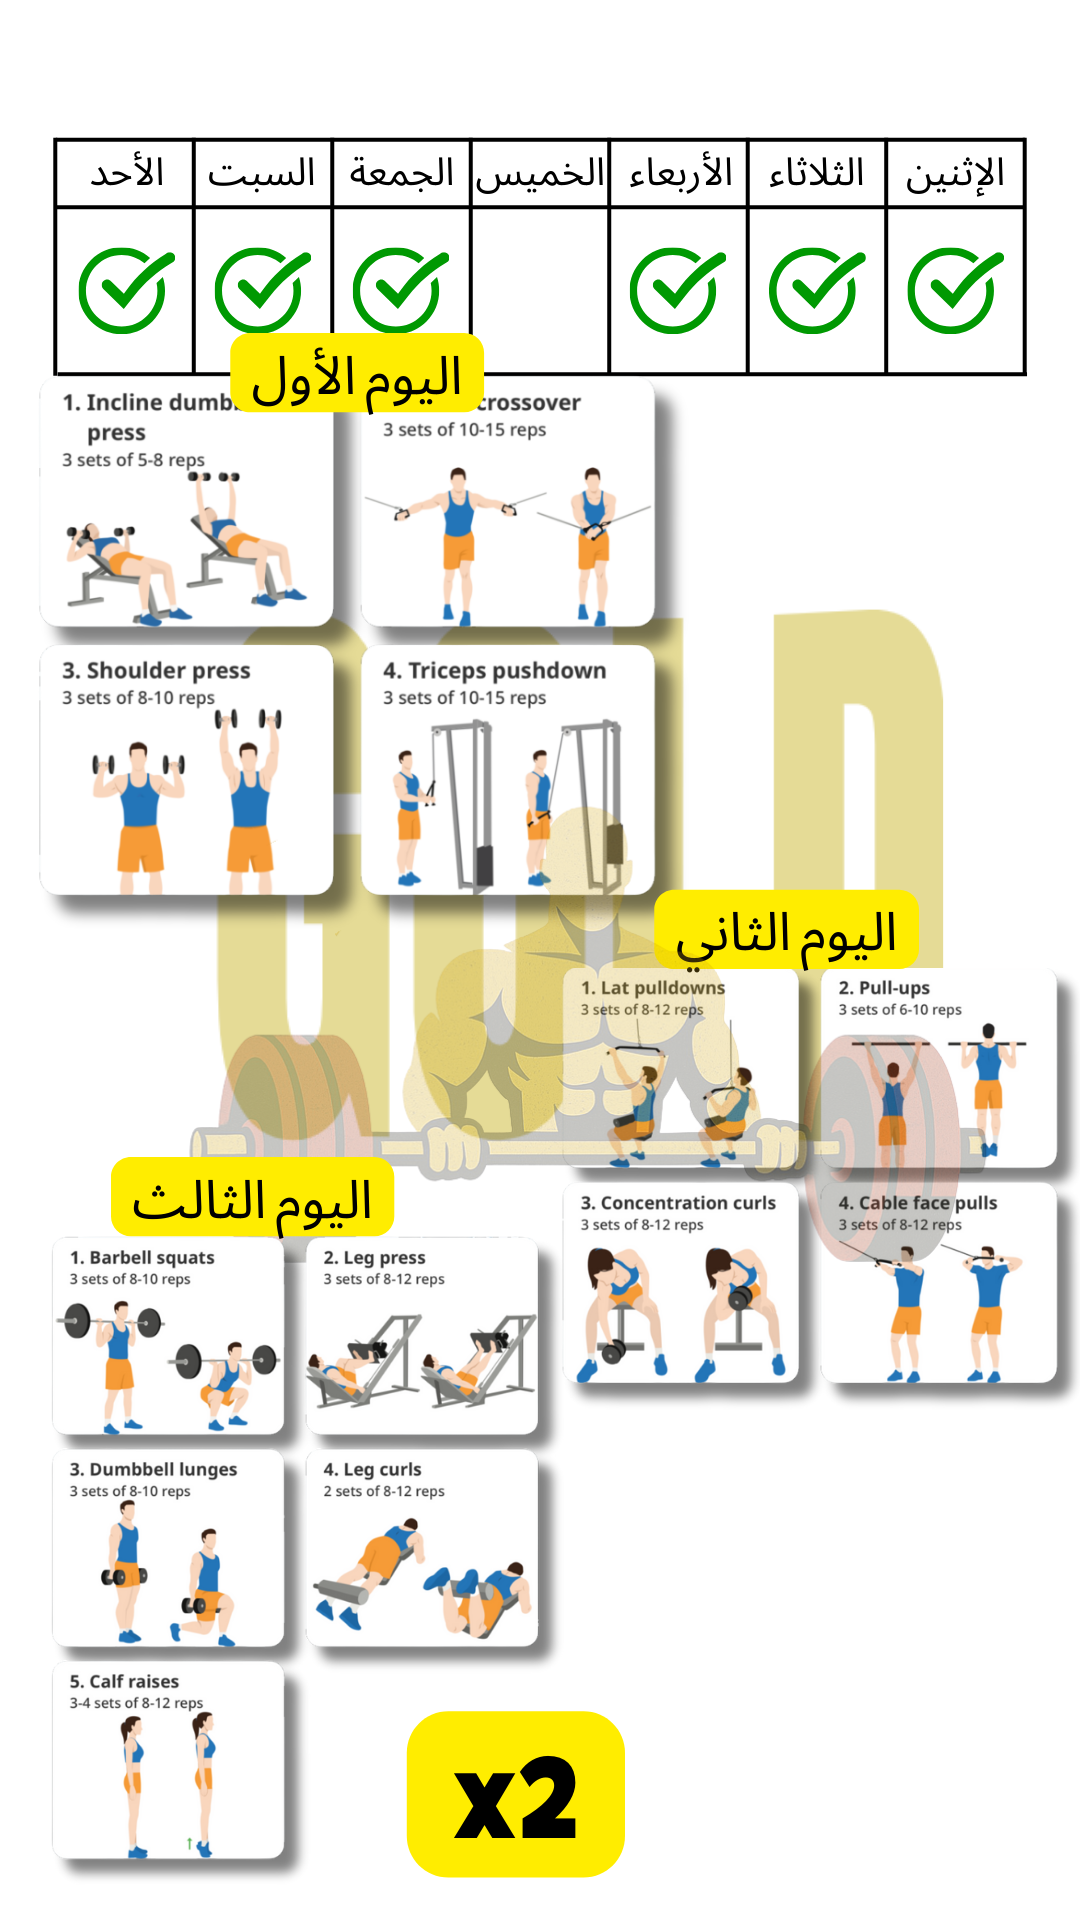 الإثنين الثلاثاء الأربعاء الخميس الجمعة السبت الأحد
اليوم الأول
1. Incline
press
3 sets of 5-8 reps
crossover
3 sets of 10-15 reps
3. Shoulder press
3 sets of 8-10 reps
4. Triceps pushdown
3 sets of 10-15 reps
GOLD
اليوم الثاني
1. Lat pulldowns
3 sets of 8-12 reps
2. Pull-ups
3 sets of 6-10 reps
3. Concentration curls
3 sets of 8-12 reps
4. Cable face pulls
3 sets of 8-12 reps
اليوم الثالث
1. Barbell squats
3 sets of 8-10 reps
2. Leg press
3 sets of 8-12 reps
3. Dumbbell lunges
3 sets of 8-10 reps
4. Leg curls
2 sets of 8-12 reps
5. Calf raises
3-4 sets of 8-12 reps
x2